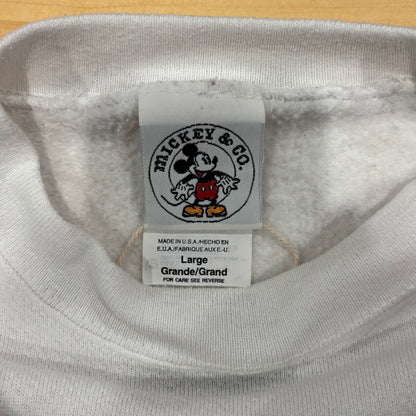 MICKEY & CO.
MADE IN U.S.A./HECHO EN
E.U.A./FABRIQUE AUX E.-U.
Large
Grande/Grand
FOR CARE SEE REVERSE